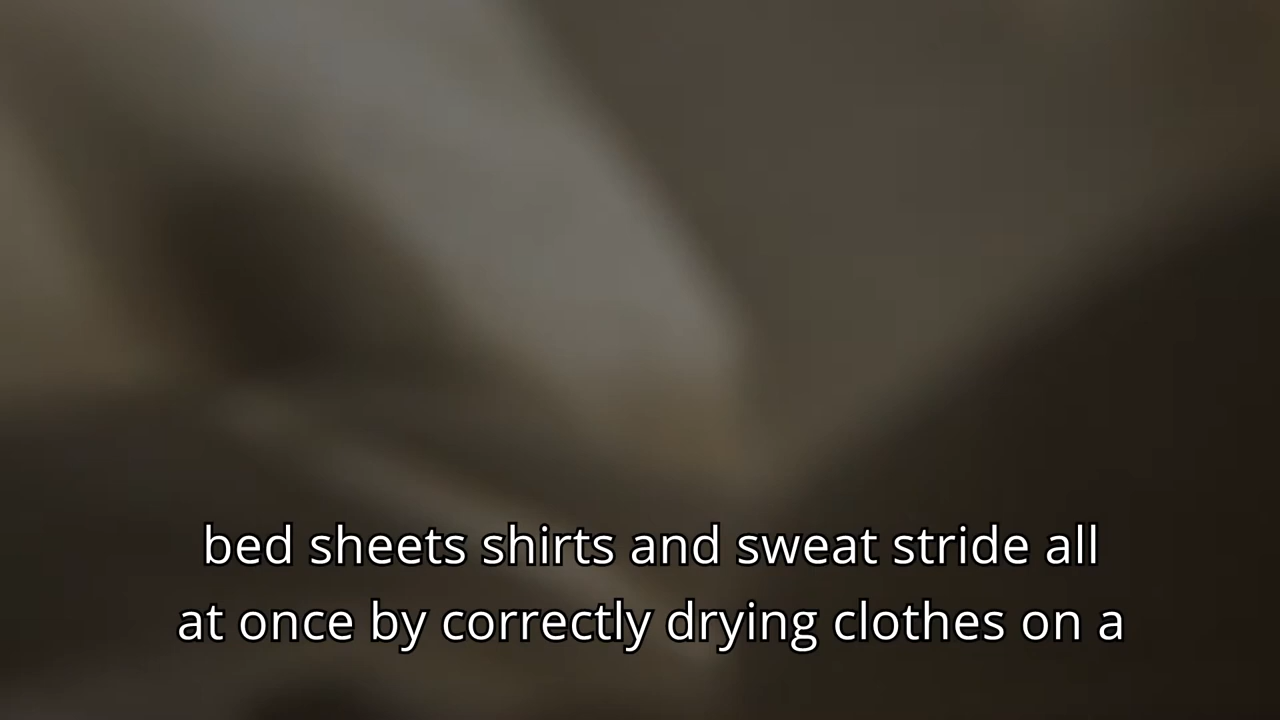 bed sheets shirts and sweat stride all
at once by correctly drying clothes on a